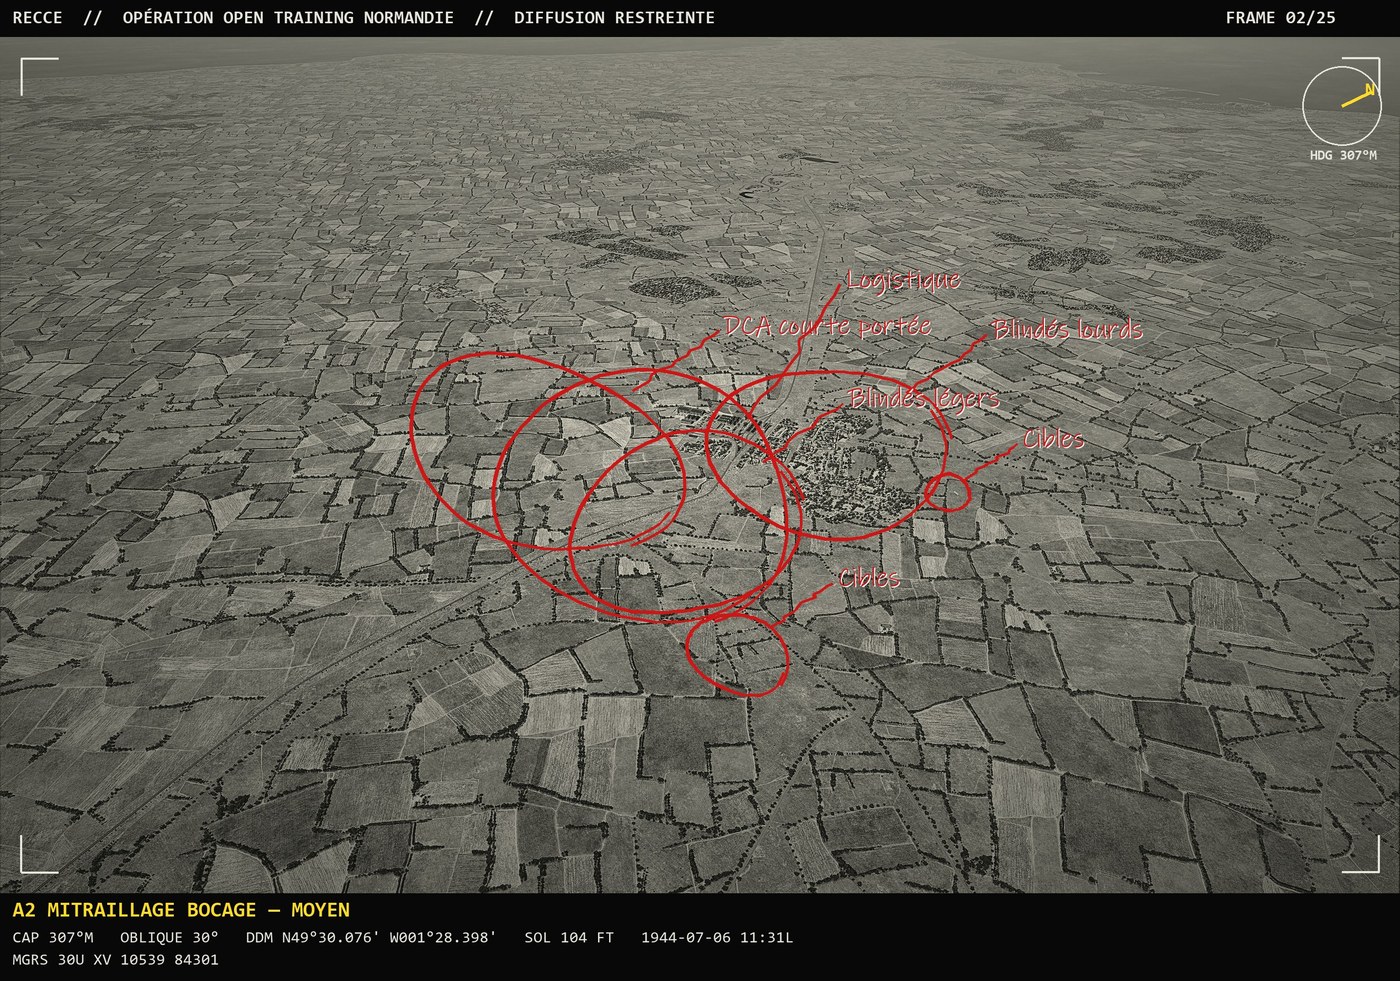 RECCE // OPÉRATION OPEN TRAINING NORMANDIE // DIFFUSION RESTREINTE
FRAME 02/25
N
HDG 307°M
Logistique
DCA courte portée
Blindés lourds
Blindés légers
Cibles
Cibles
A2 MITRAILLAGE BOCAGE — MOYEN
CAP 307°M OBLIQUE 30° DDM N49°30.076' W001°28.398' SOL 104 FT 1944-07-06 11:31L
MGRS 30U XV 10539 84301